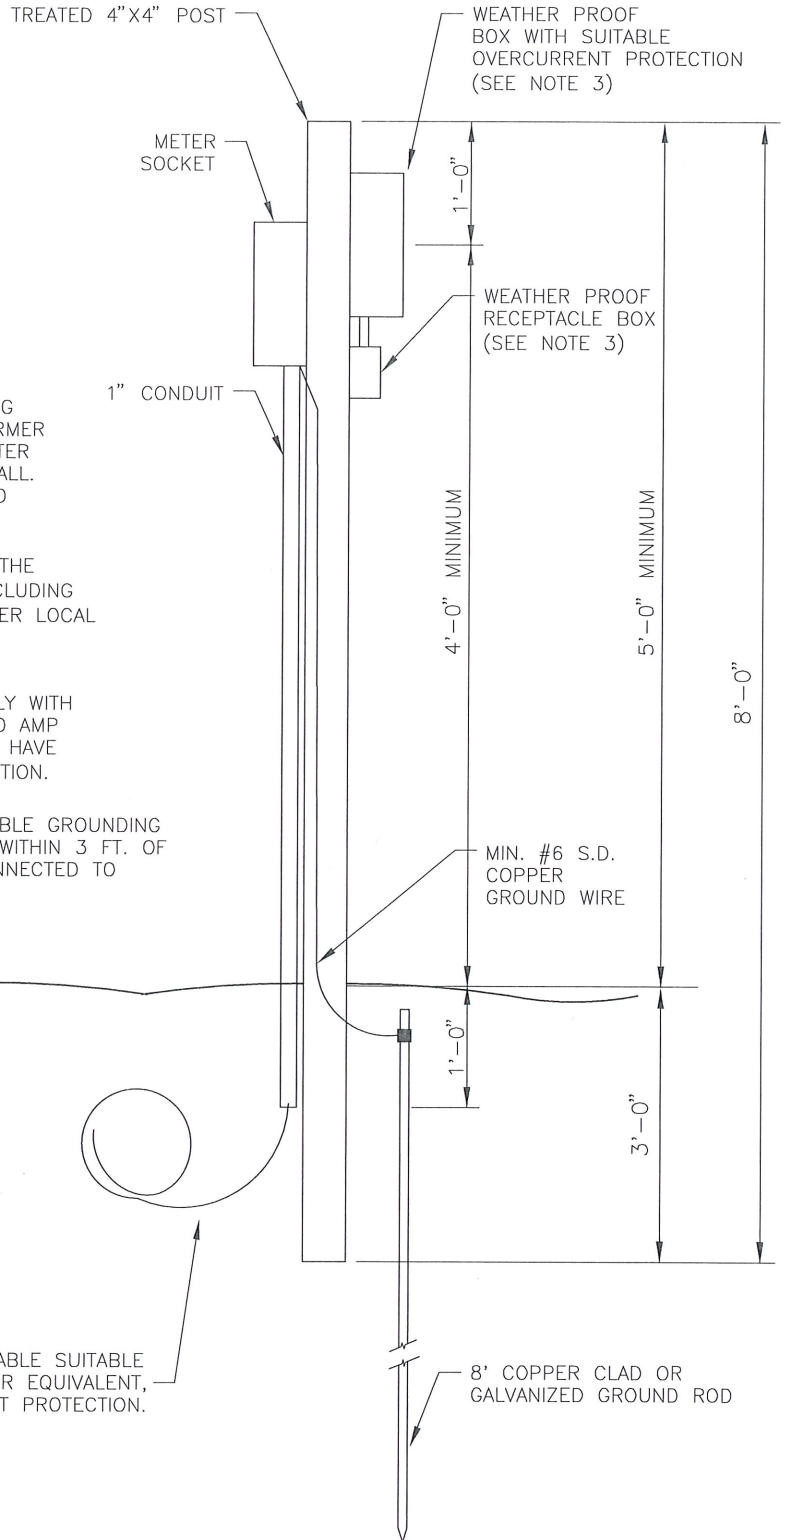 TREATED 4"X4" POST
WEATHER PROOF
BOX WITH SUITABLE
OVERCURRENT PROTECTION
(SEE NOTE 3)
METER
SOCKET
1'-0"
WEATHER PROOF
RECEPTACLE BOX
(SEE NOTE 3)
1" CONDUIT
4'-0" MINIMUM
5'-0" MINIMUM
8'-0"
ALL.
THE
CLUDING
ER LOCAL
LY WITH
AMP
HAVE
TION.
BLE GROUNDING
WITHIN 3 FT. OF
NNECTED TO
MIN. #6 S.D.
COPPER
GROUND WIRE
1'-0"
3'-0"
ABLE SUITABLE
R EQUIVALENT,
T PROTECTION.
8' COPPER CLAD OR
GALVANIZED GROUND ROD